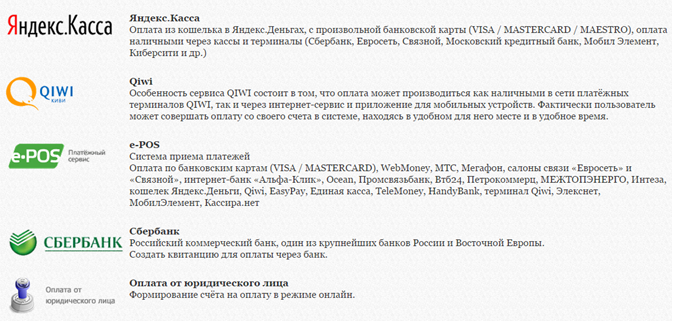 Яндекс.Касса
Яндекс.Касса
Оплата из кошелька в Яндекс.Деньгах, с произвольной банковской карты (VISA / MASTERCARD / MAESTRO), оплата
наличными через кассы и терминалы (Сбербанк, Евросеть, Связной, Московский кредитный банк, Мобил Элемент,
Киберсити и др.)
QIWI
КИВИ
Qiwi
Особенность сервиса QIWI состоит в том, что оплата может производиться как наличными в сети платёжных
терминалов QIWI, так и через интернет-сервис и приложение для мобильных устройств. Фактически пользователь
может совершать оплату со своего счета в системе, находясь в удобном для него месте и в удобное время.
e-POS
Платёжный
сервис
e-POS
Система приема платежей
Оплата по банковским картам (VISA / MASTERCARD), WebMoney, МТС, Мегафон, салоны связи «Евросеть» и
«Связной», интернет-банк «Альфа-Клик», Ocean, Промсвязьбанк, Втб24, Петрокоммерц, МЕЖТОПЭНЕРГО, Интеза,
кошелек Яндекс.Деньги, Qiwi, EasyPay, Единая касса, TeleMoney, HandyBank, терминал Qiwi, Элекснет,
МобилЭлемент, Кассира.нет
СБЕРБАНК
Сбербанк
Российский коммерческий банк, один из крупнейших банков России и Восточной Европы.
Создать квитанцию для оплаты через банк.
Оплата от
юридического лица
Оплата от юридического лица
Формирование счёта на оплату в режиме онлайн.